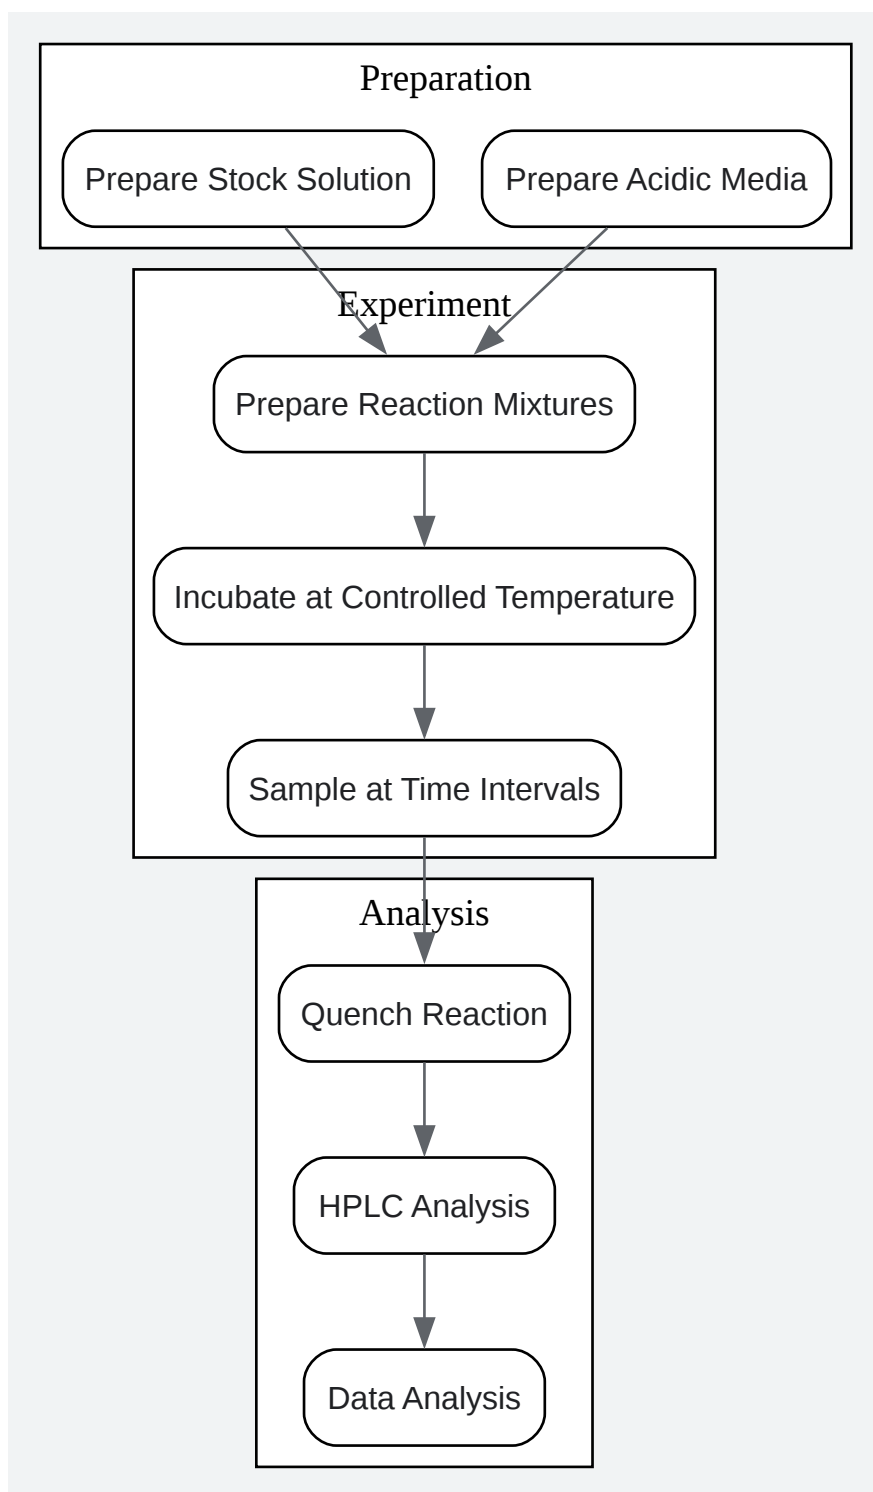 Preparation
Prepare Stock Solution
Prepare Acidic Media
Experiment
Prepare Reaction Mixtures
Incubate at Controlled Temperature
Sample at Time Intervals
Analysis
Quench Reaction
HPLC Analysis
Data Analysis